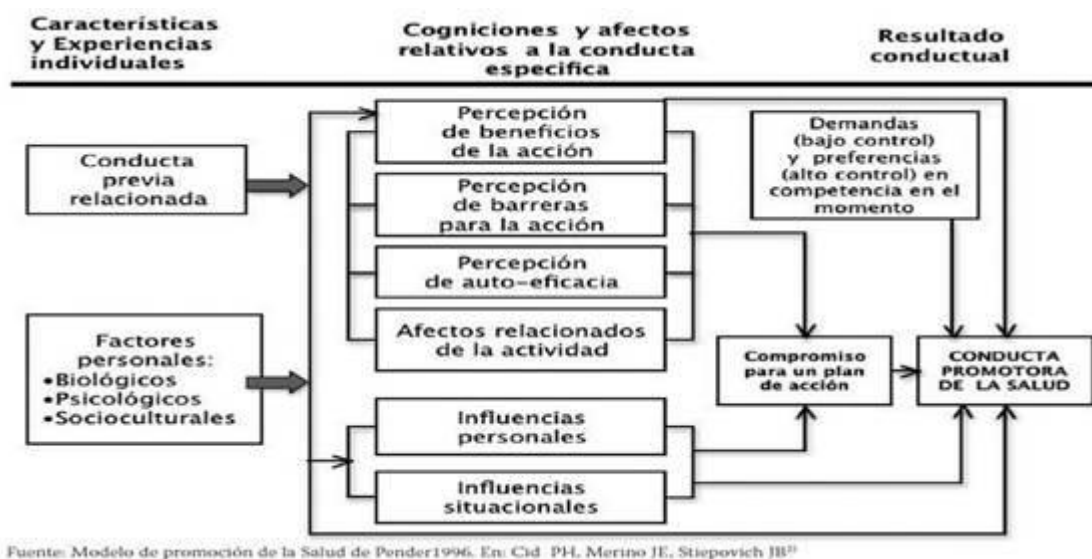 Características
y Experiencias
individuales
Cogniciones y afectos
relativos a la conducta
especifica
Resultado
conductual
Conducta
previa
relacionada
Factores
personales:
•Biológicos
•Psicológicos
•Socioculturales
Percepción
de beneficios
de la acción
Percepción
de barreras
para la acción
Percepción
de auto-eficacia
Afectos relacionados
de la actividad
Influencias
personales
Influencias
situacionales
Demandas
(bajo control)
y preferencias
(alto control) en
competencia en el
momento
Compromiso
para un plan
de acción
CONDUCTA
PROMOTORA
DE LA SALUD
Fuente: Modelo de promoción de la Salud de Pender1996. En: Cid PH, Merino JE, Stiepovich JB